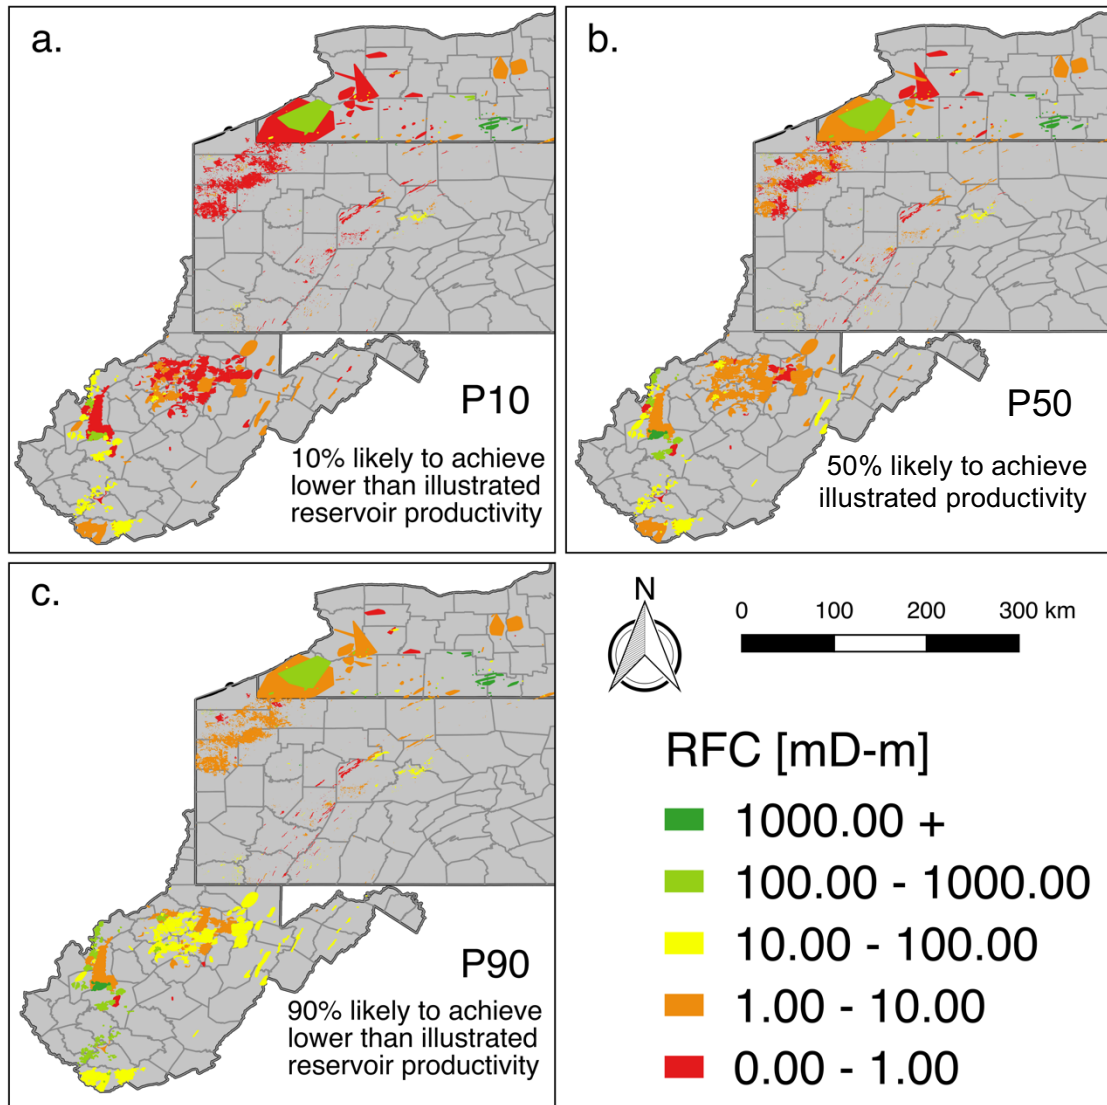 a.
P10
10% likely to achieve
lower than illustrated
reservoir productivity
b.
P50
50% likely to achieve
illustrated productivity
c.
P90
90% likely to achieve
lower than illustrated
reservoir productivity
N
0 100 200 300 km
RFC [mD-m]
1000.00 +
100.00 - 1000.00
10.00 - 100.00
1.00 - 10.00
0.00 - 1.00